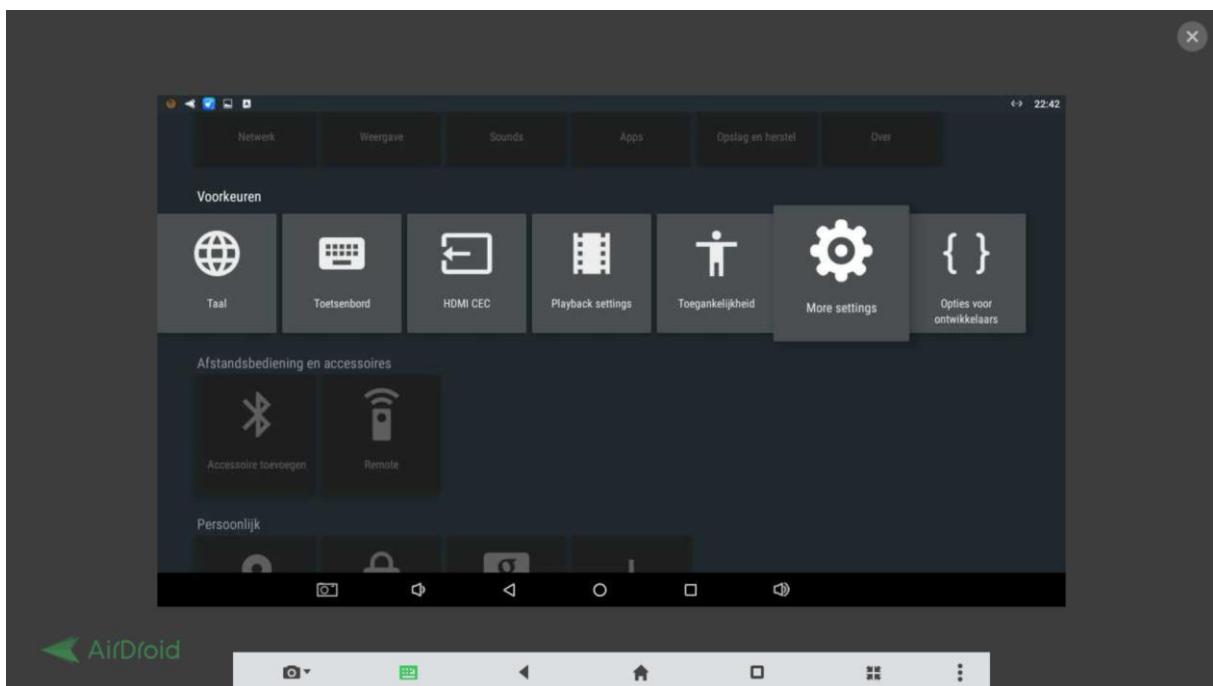 22:42
Netwerk
Weergave
Sounds
Apps
Opslag en herstel
Over
Voorkeuren
Taal
Toetsenbord
HDMI CEC
Playback settings
Toegankelijkheid
More settings
Opties voor
ontwikkelaars
Afstandsbediening en accessoires
Accessoire toevoegen
Remote
Persoonlijk
AirDroid